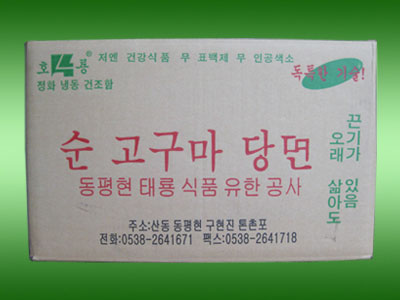 호 룡 ®
정화 냉동 건조함
저엔 건강식품 무 표백제 무 인공색소
독특한 기술!
순 고구마 당면
동평현 태룡 식품 유한 공사
오래 삶아도
끈기가 있음
주소:산동 동평현 구현진 톤촌포
전화:0538-2641671 팩스:0538-2641718